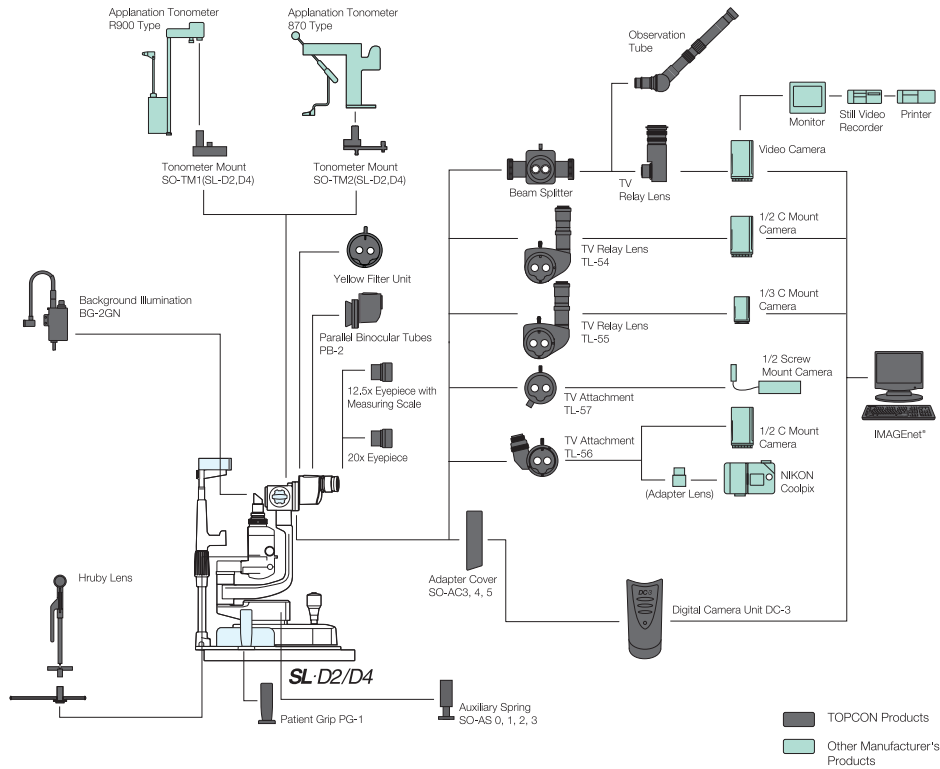 Applanation Tonometer
R900 Type
Applanation Tonometer
870 Type
Observation
Tube
Monitor
Still Video
Recorder
Printer
Tonometer Mount
SO-TM1(SL-D2,D4)
Tonometer Mount
SO-TM2(SL-D2,D4)
Beam Splitter
TV
Relay Lens
Video Camera
TV Relay Lens
TL-54
1/2 C Mount
Camera
Yellow Filter Unit
Background Illumination
BG-2GN
Parallel Binocular Tubes
PB-2
TV Relay Lens
TL-55
1/3 C Mount
Camera
12.5x Eyepiece with
Measuring Scale
TV Attachment
TL-57
1/2 Screw
Mount Camera
IMAGEnet®
20x Eyepiece
TV Attachment
TL-56
1/2 C Mount
Camera
(Adapter Lens)
NIKON
Coolpix
Hruby Lens
Adapter Cover
SO-AC3, 4, 5
DC-3
Digital Camera Unit DC-3
SL·D2/D4
Patient Grip PG-1
Auxiliary Spring
SO-AS 0, 1, 2, 3
TOPCON Products
Other Manufacturer's
Products